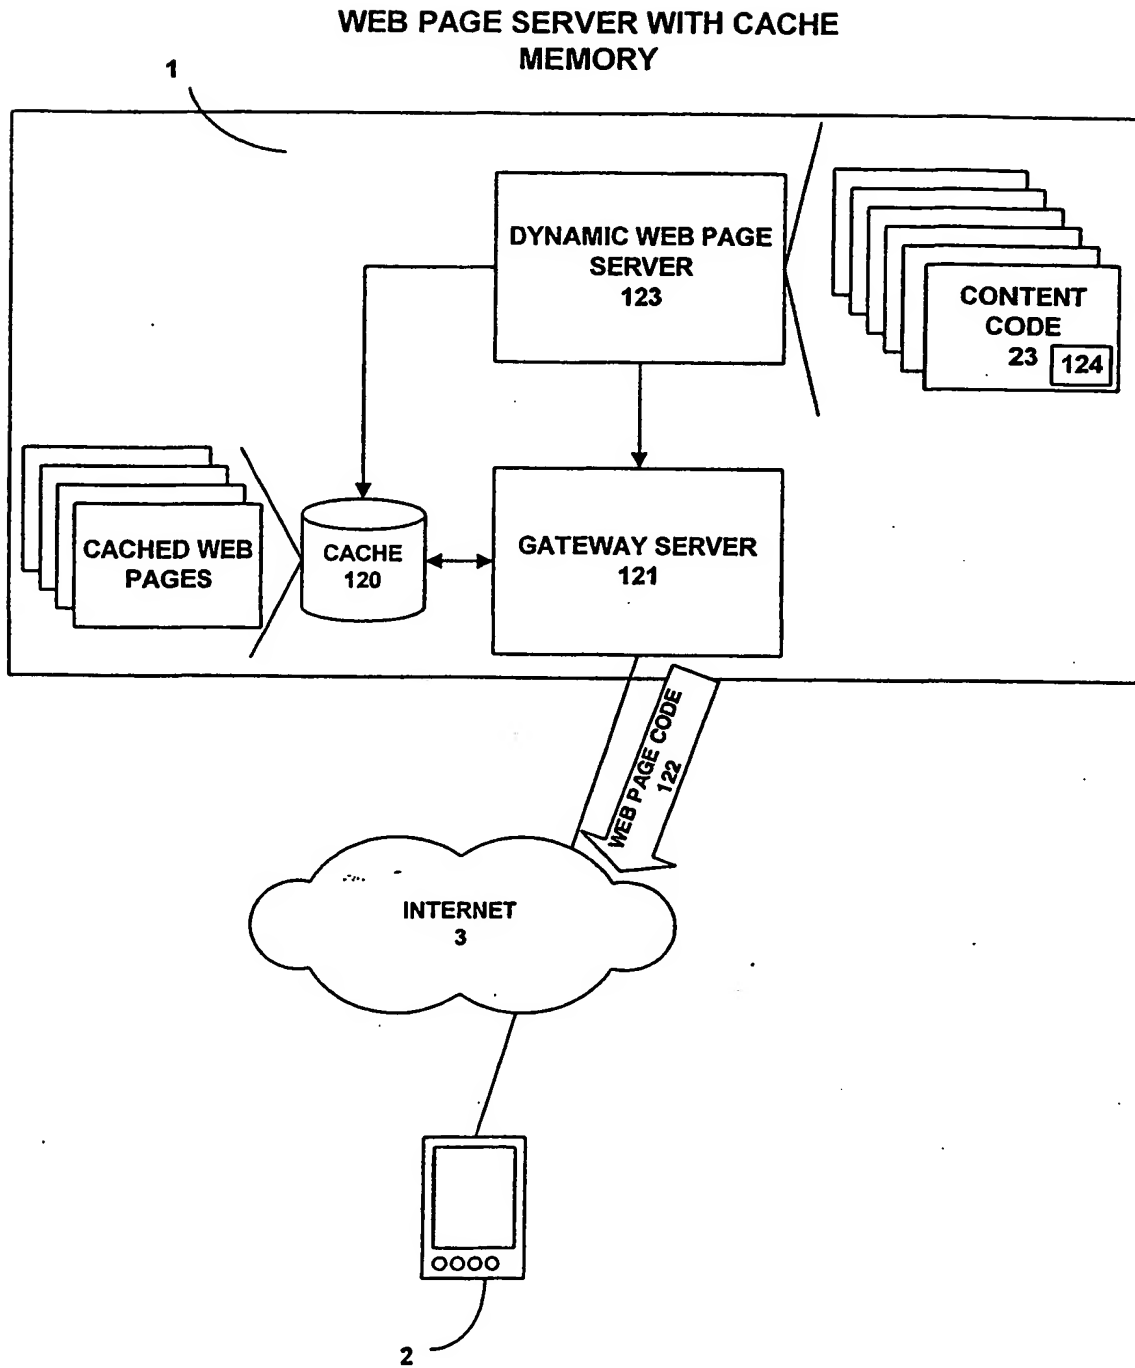 WEB PAGE SERVER WITH CACHE
MEMORY
1
DYNAMIC WEB PAGE
SERVER
123
CONTENT
CODE
23
124
CACHED WEB
PAGES
CACHE
120
GATEWAY SERVER
121
WEB PAGE CODE
122
INTERNET
3
2